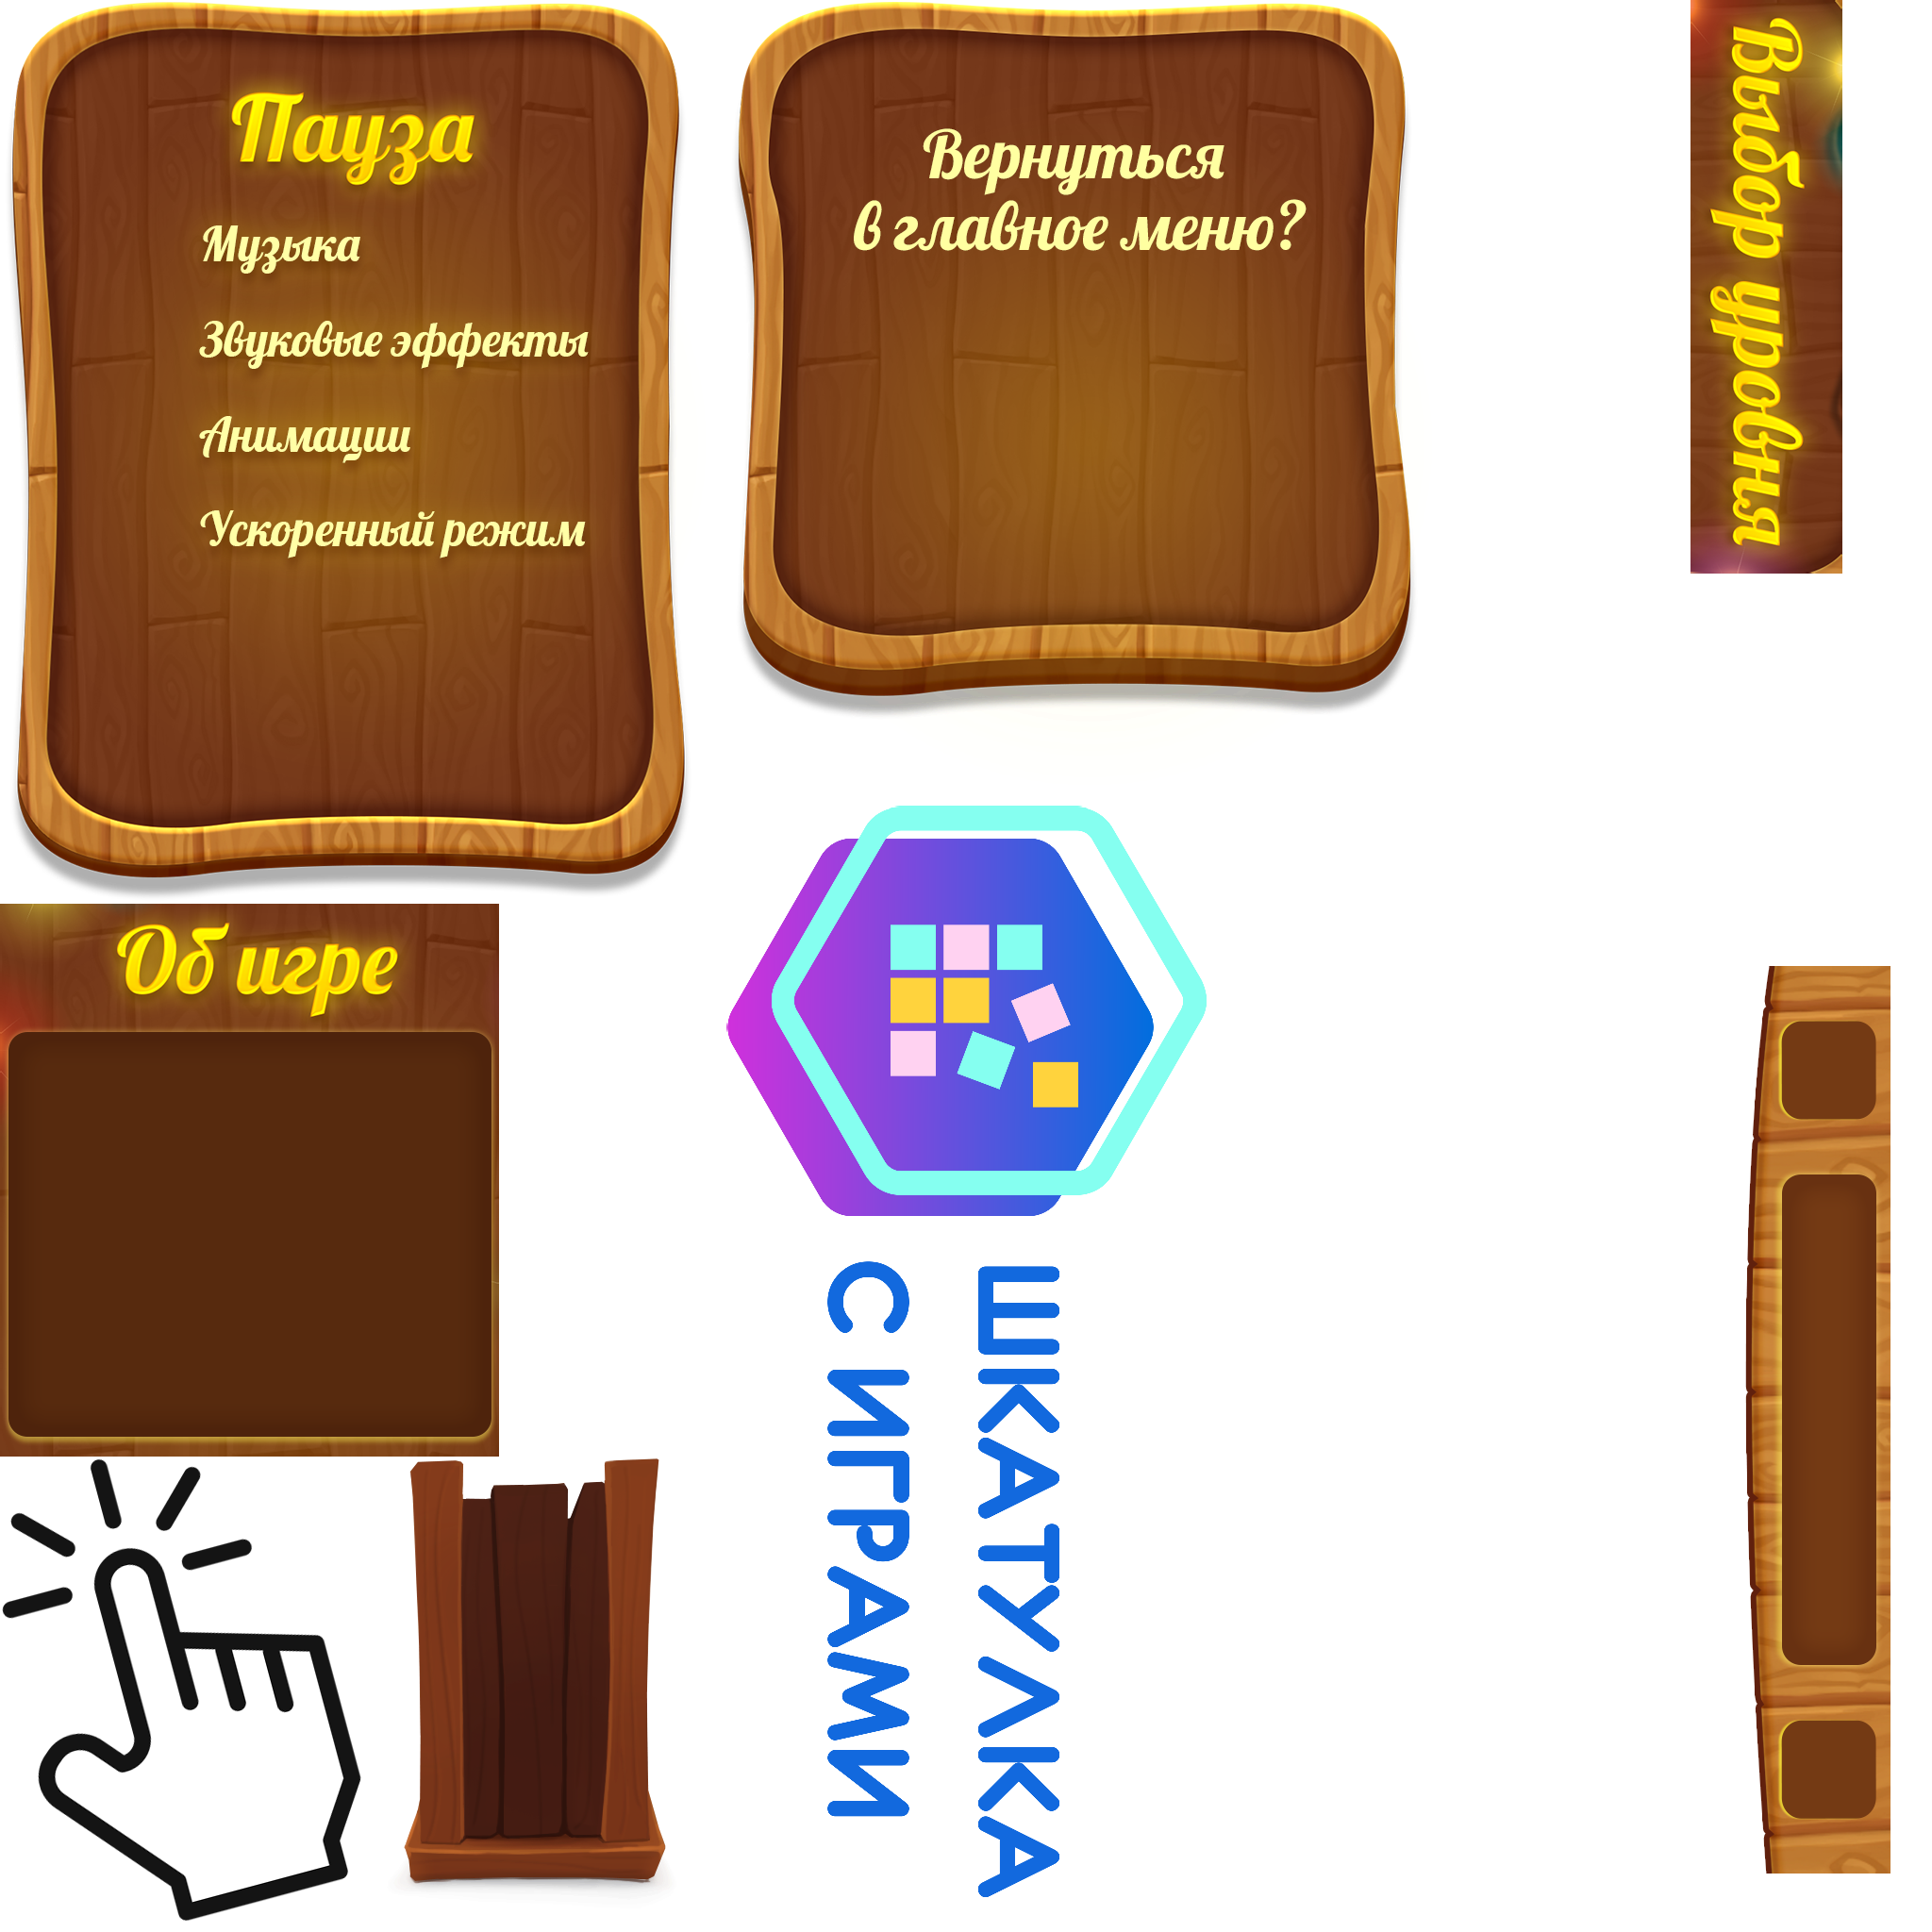 Пауза
Музыка
Звуковые эффекты
Анимации
Ускоренный режим
Вернуться
в главное меню?
Выбор уровня
Об игре
ШКАТУЛКА
С ИГРАМИ